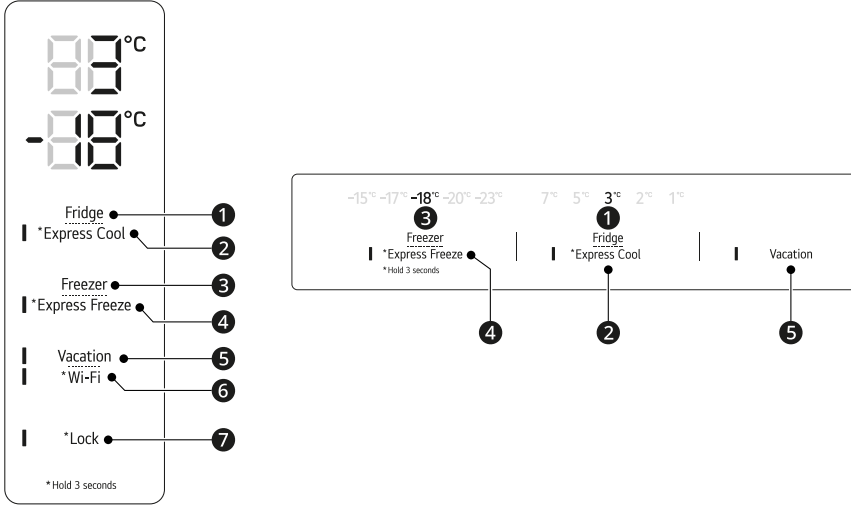 3°C
-18°C
Fridge 1
*Express Cool 2
Freezer 3
*Express Freeze 4
Vacation 5
*Wi-Fi 6
*Lock 7
*Hold 3 seconds
-15°C -17°C -18°C -20°C -23°C 7°C 5°C 3°C 2°C 1°C
3 1
Freezer Fridge
*Express Freeze *Express Cool Vacation
*Hold 3 seconds
4 2 5